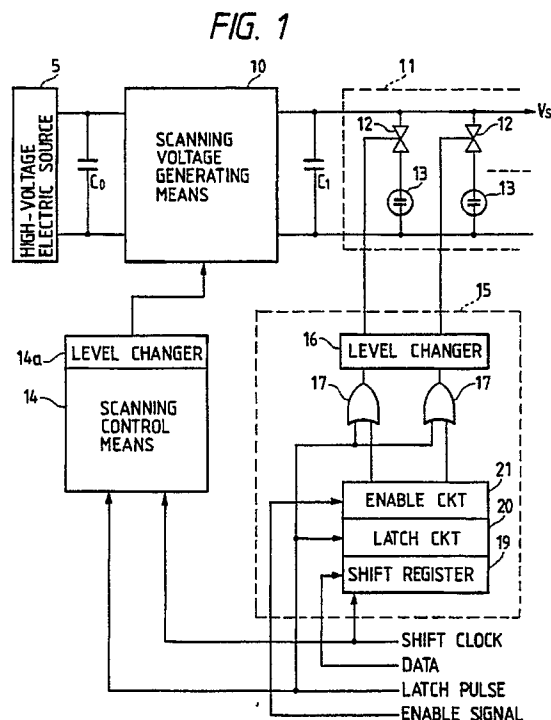 FIG. 1
5
10
11
HIGH-VOLTAGE
ELECTRIC SOURCE
C0
SCANNING
VOLTAGE
GENERATING
MEANS
C1
12
12
VS
13
13
15
14a
LEVEL CHANGER
14
SCANNING
CONTROL
MEANS
16
LEVEL CHANGER
17
17
21
ENABLE CKT
20
LATCH CKT
19
SHIFT REGISTER
SHIFT CLOCK
DATA
LATCH PULSE
ENABLE SIGNAL